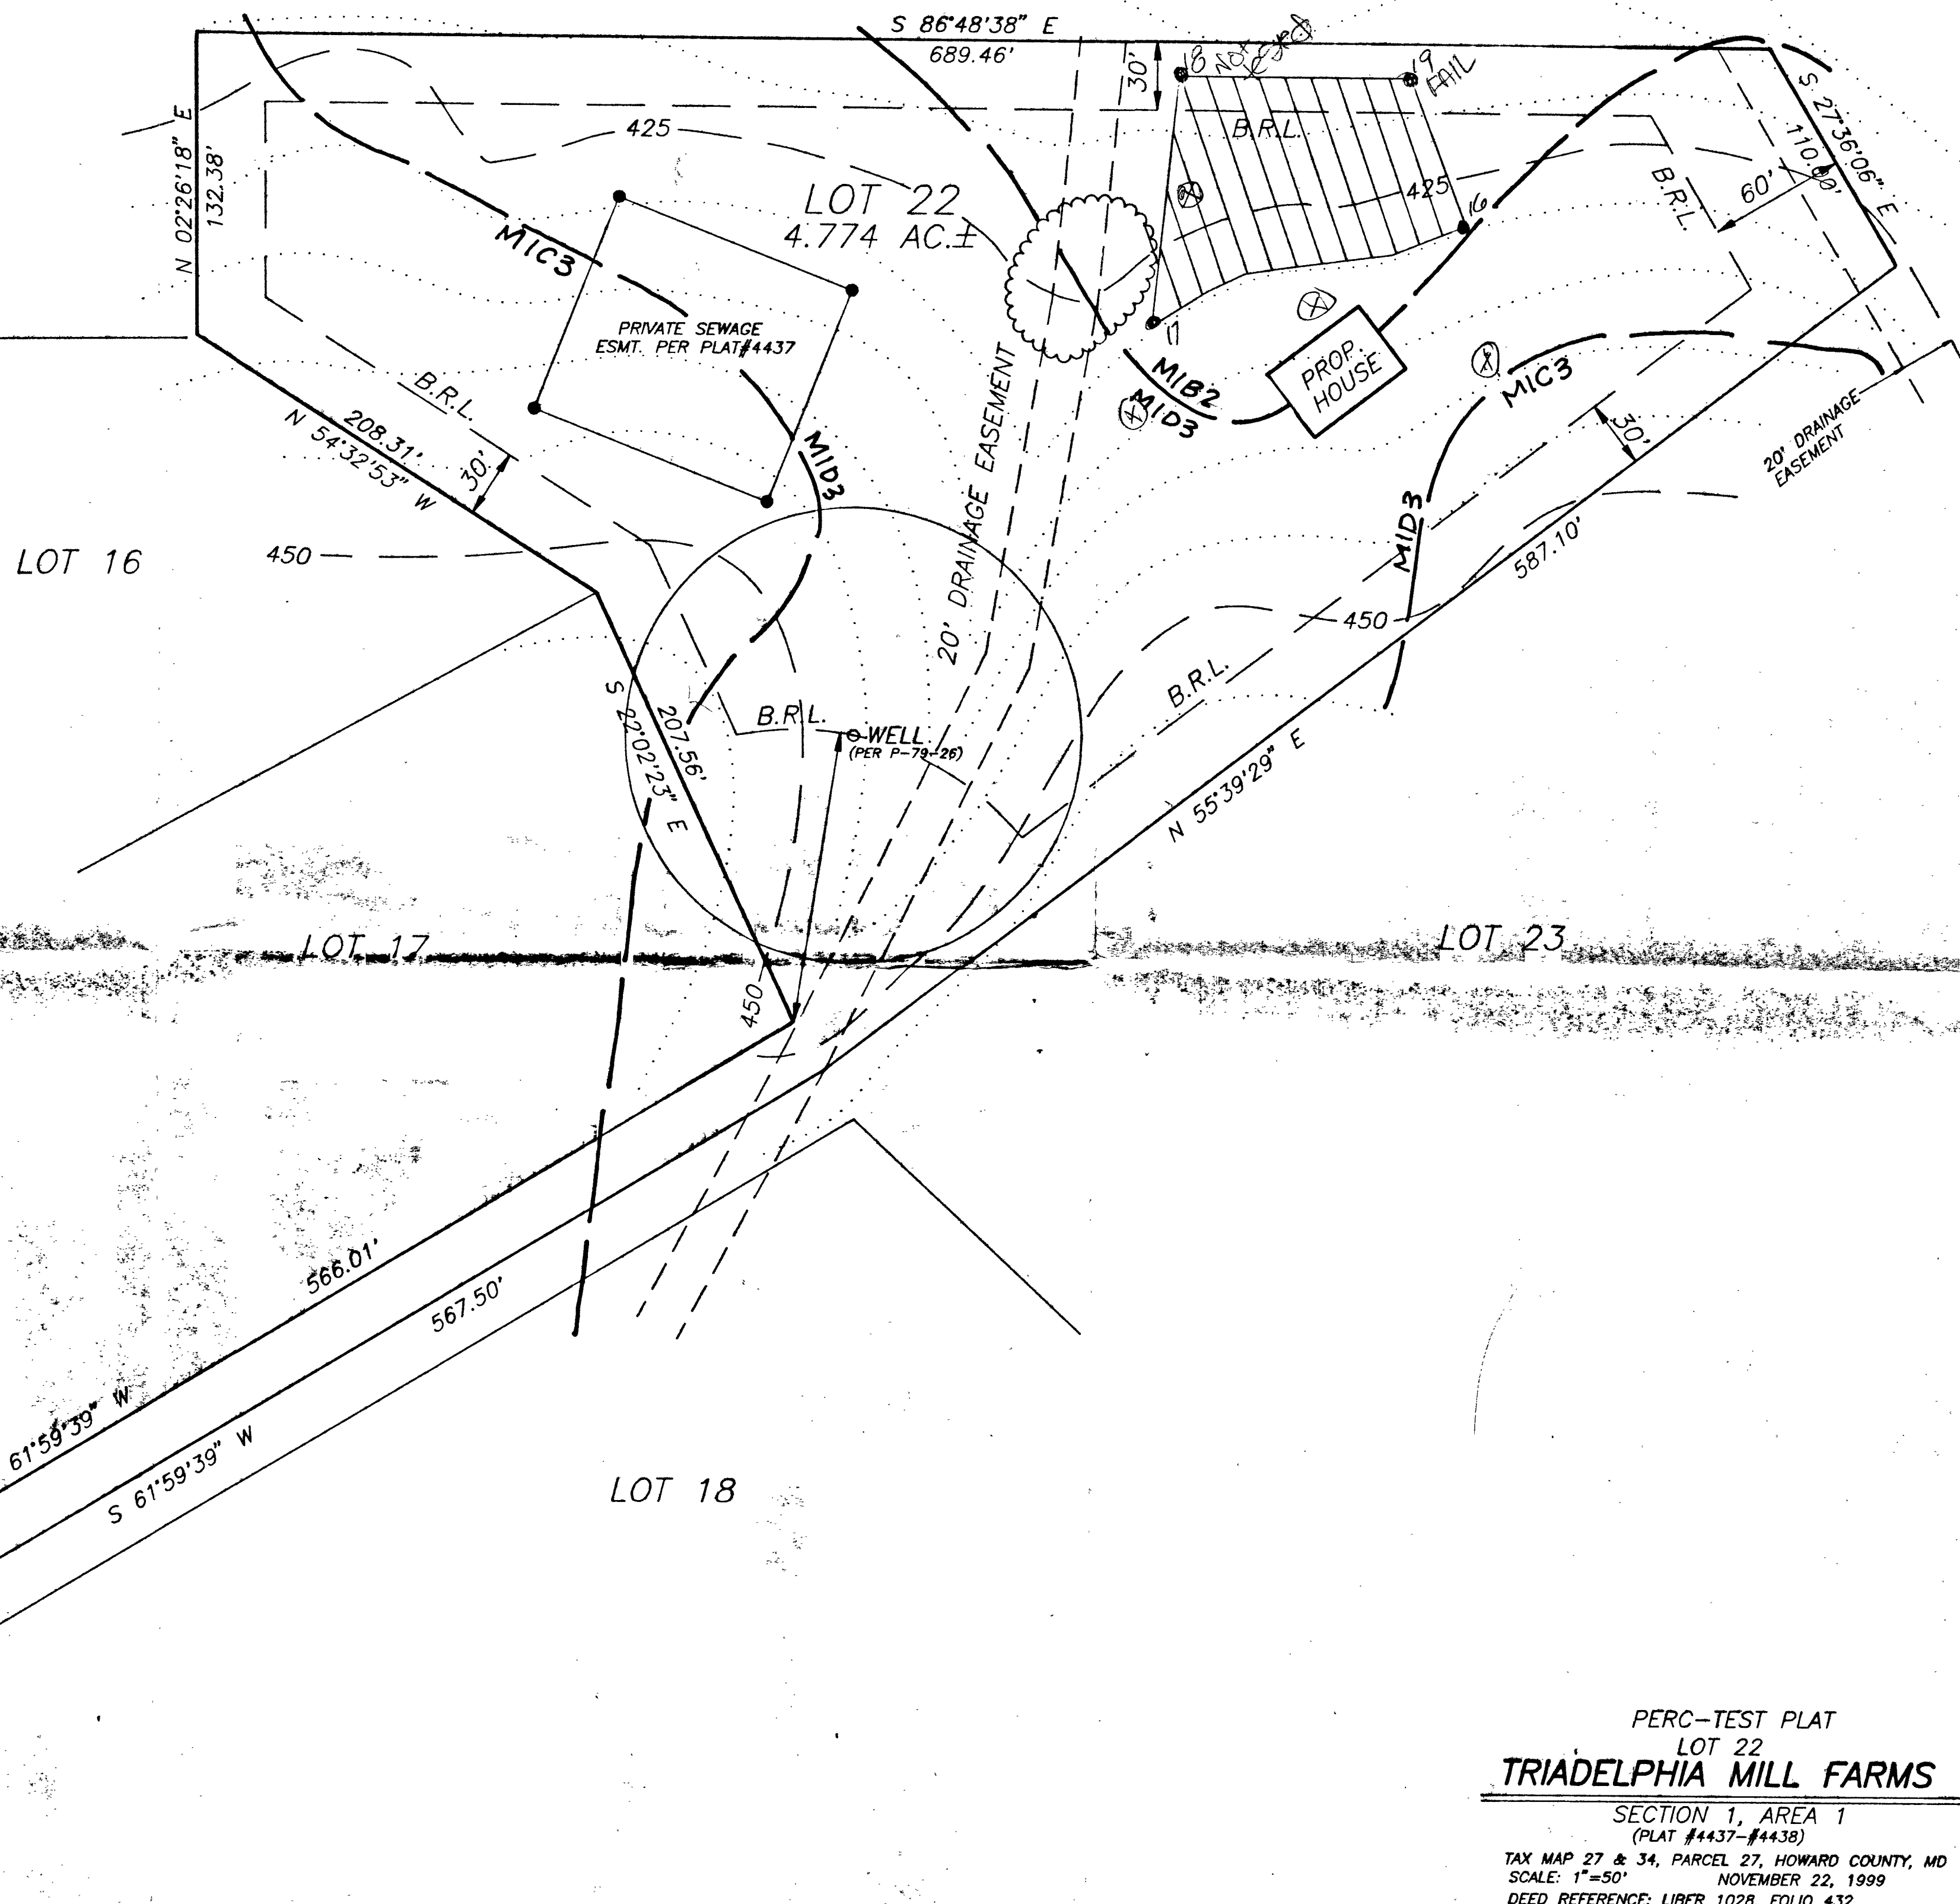 S 86°48'38" E
689.46'
30'
18 Not Tested
19 FAIL
N 02°26'18" E
132.38'
425
B.R.L.
S 27°36'06" E
110.00'
60'
B.R.L.
425
16
LOT 22
4.774 AC.±
MIC3
PRIVATE SEWAGE
ESMT. PER PLAT#4437
17
MIB2
MID3
PROP.
HOUSE
MIC3
B.R.L.
208.31'
N 54°32'53" W
30'
MID3
20' DRAINAGE EASEMENT
30'
20' DRAINAGE
EASEMENT
MID3
587.10'
LOT 16
450
450
B.R.L.
S 22°02'23" E
207.56'
B.R.L.
WELL
(PER P-79-26)
N 55°39'29" E
LOT 17
LOT 23
450
566.01'
567.50'
61°59'39" W
S 61°59'39" W
LOT 18
PERC-TEST PLAT
LOT 22
TRIADELPHIA MILL FARMS
SECTION 1, AREA 1
(PLAT #4437-#4438)
TAX MAP 27 & 34, PARCEL 27, HOWARD COUNTY, MD
SCALE: 1"=50' NOVEMBER 22, 1999
DEED REFERENCE: LIBER 1028, FOLIO 432